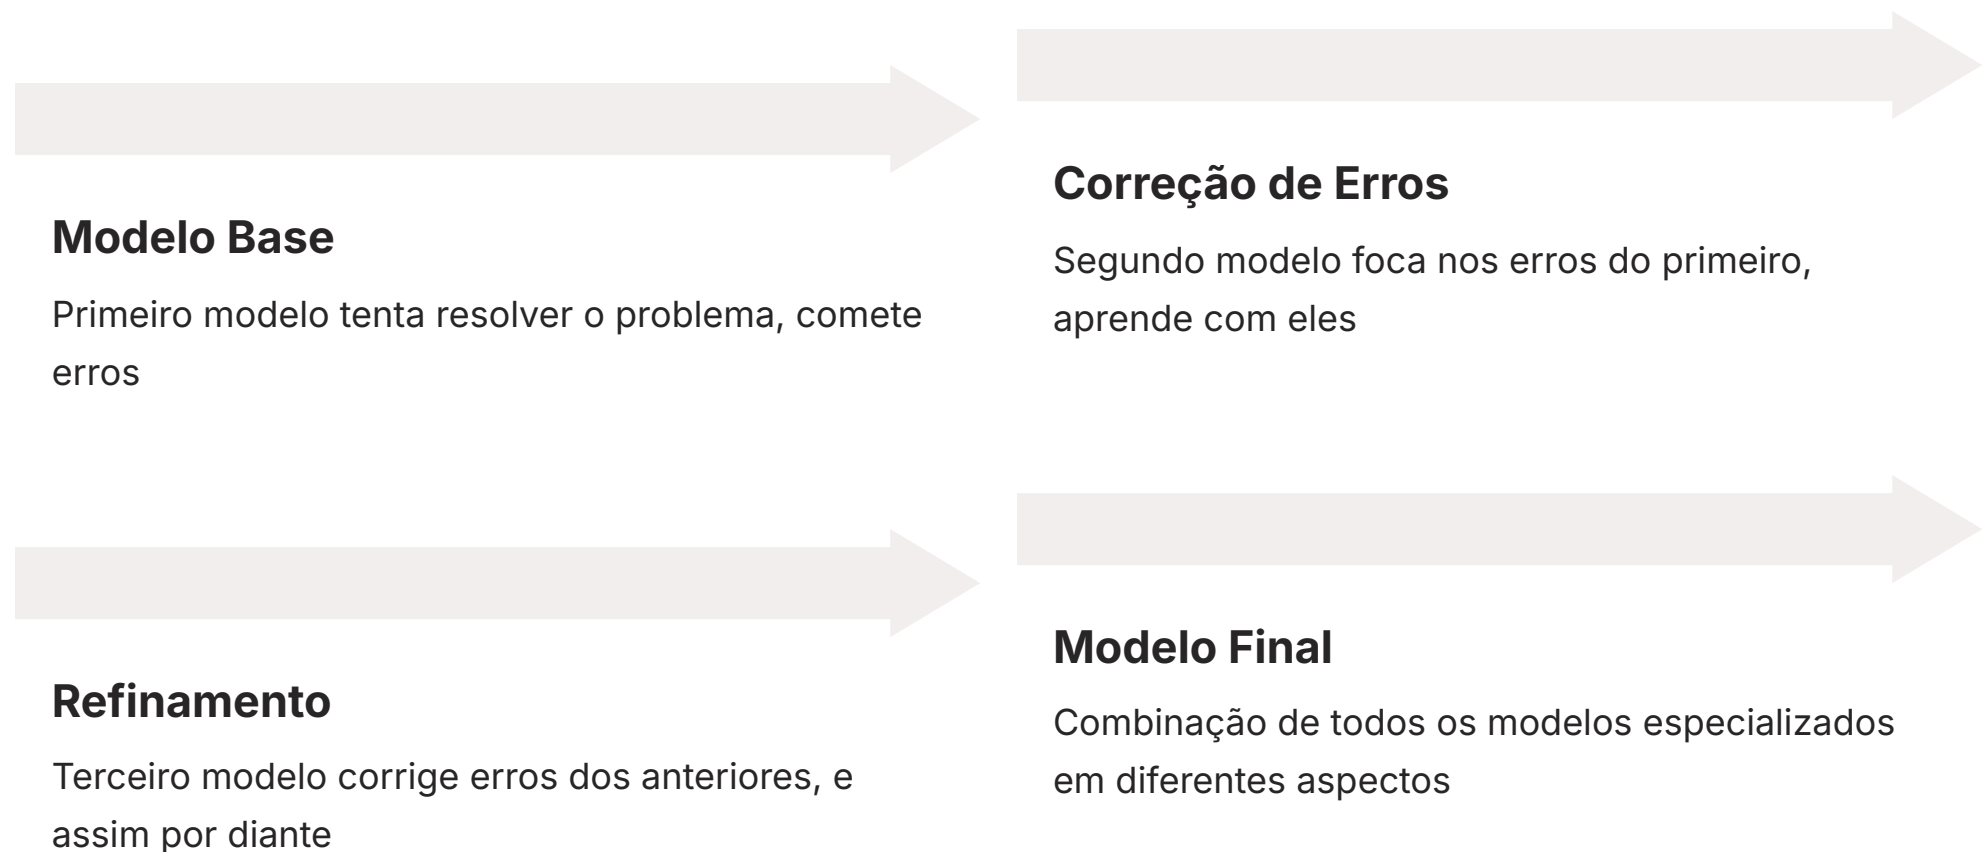 Modelo Base
Primeiro modelo tenta resolver o problema, comete
erros
Correção de Erros
Segundo modelo foca nos erros do primeiro,
aprende com eles
Refinamento
Terceiro modelo corrige erros dos anteriores, e
assim por diante
Modelo Final
Combinação de todos os modelos especializados
em diferentes aspectos